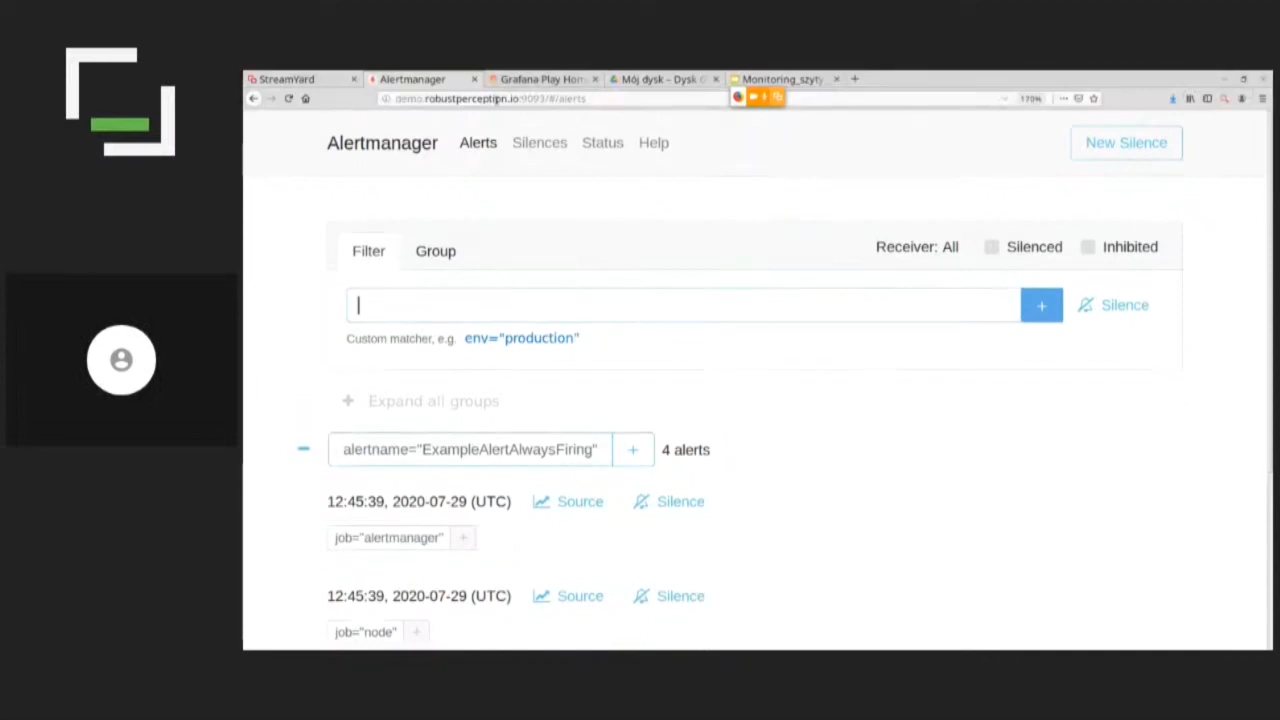 StreamYard
Alertmanager
Grafana Play Hom
Mój dysk – Dysk G
Monitoring_szyty
demo.robustperception.io:9093/#/alerts
170%
Alertmanager Alerts Silences Status Help
New Silence
Filter Group
Receiver: All Silenced Inhibited
+ Silence
Custom matcher, e.g. env="production"
+ Expand all groups
alertname="ExampleAlertAlwaysFiring" + 4 alerts
12:45:39, 2020-07-29 (UTC) Source Silence
job="alertmanager" +
12:45:39, 2020-07-29 (UTC) Source Silence
job="node" +